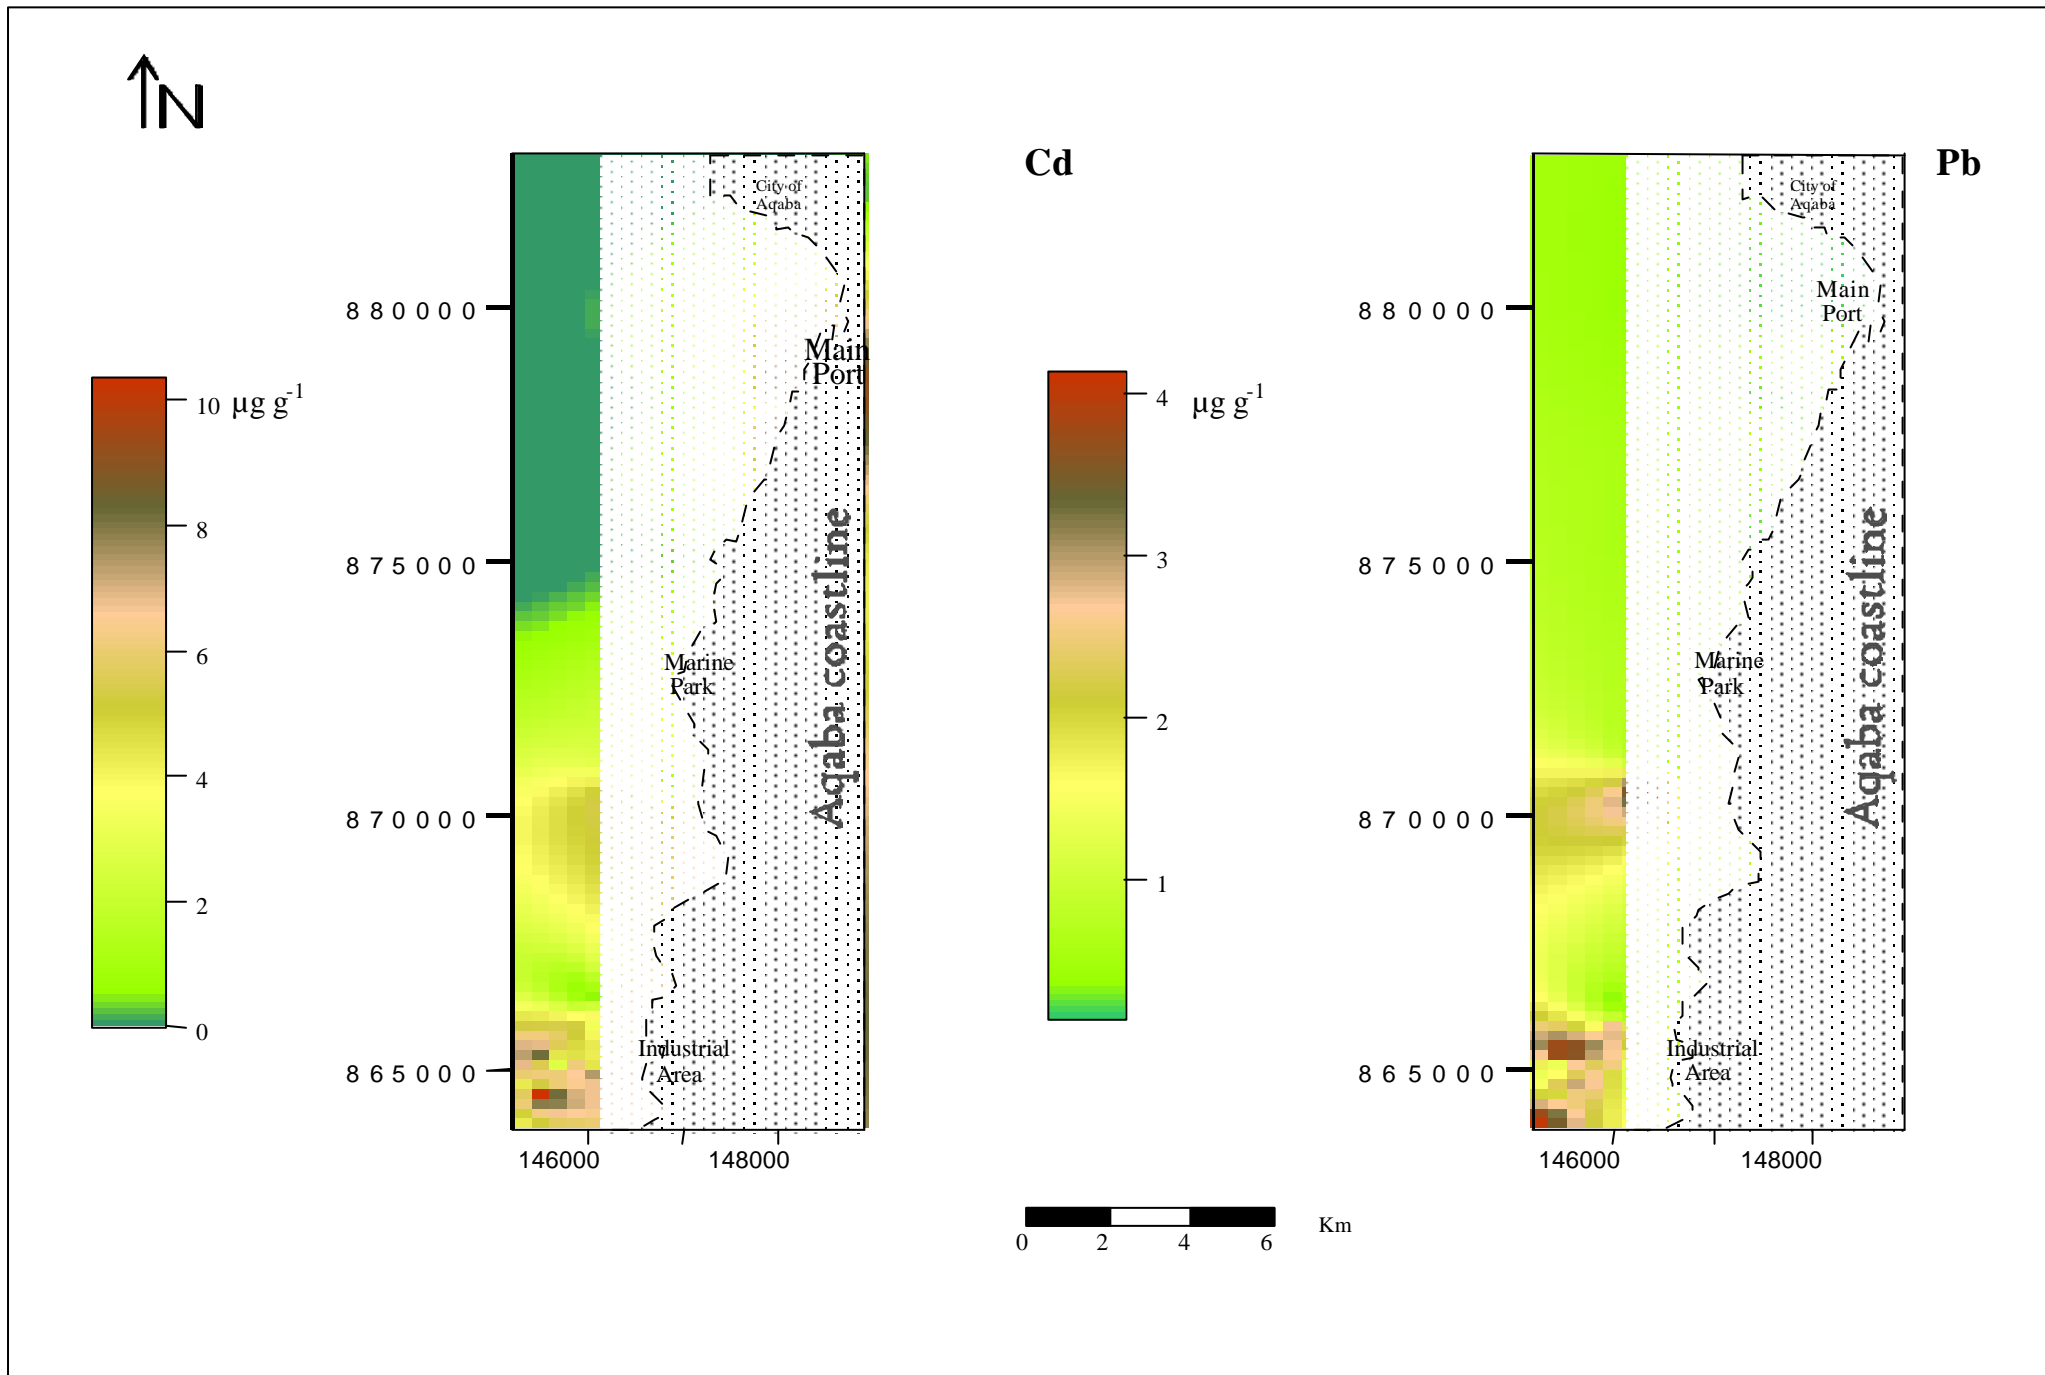 N
Cd
Pb
City of
Aqaba
City of
Aqaba
Main
Port
880000
880000
Main
Port
10 µg g-1
4 µg g-1
8
875000
3
875000
6
Aqaba coastline
Aqaba coastline
Marine
Park
Marine
Park
2
4
870000
870000
1
2
0
Industrial
Area
Industrial
Area
865000
865000
146000 148000
146000 148000
0 2 4 6 Km